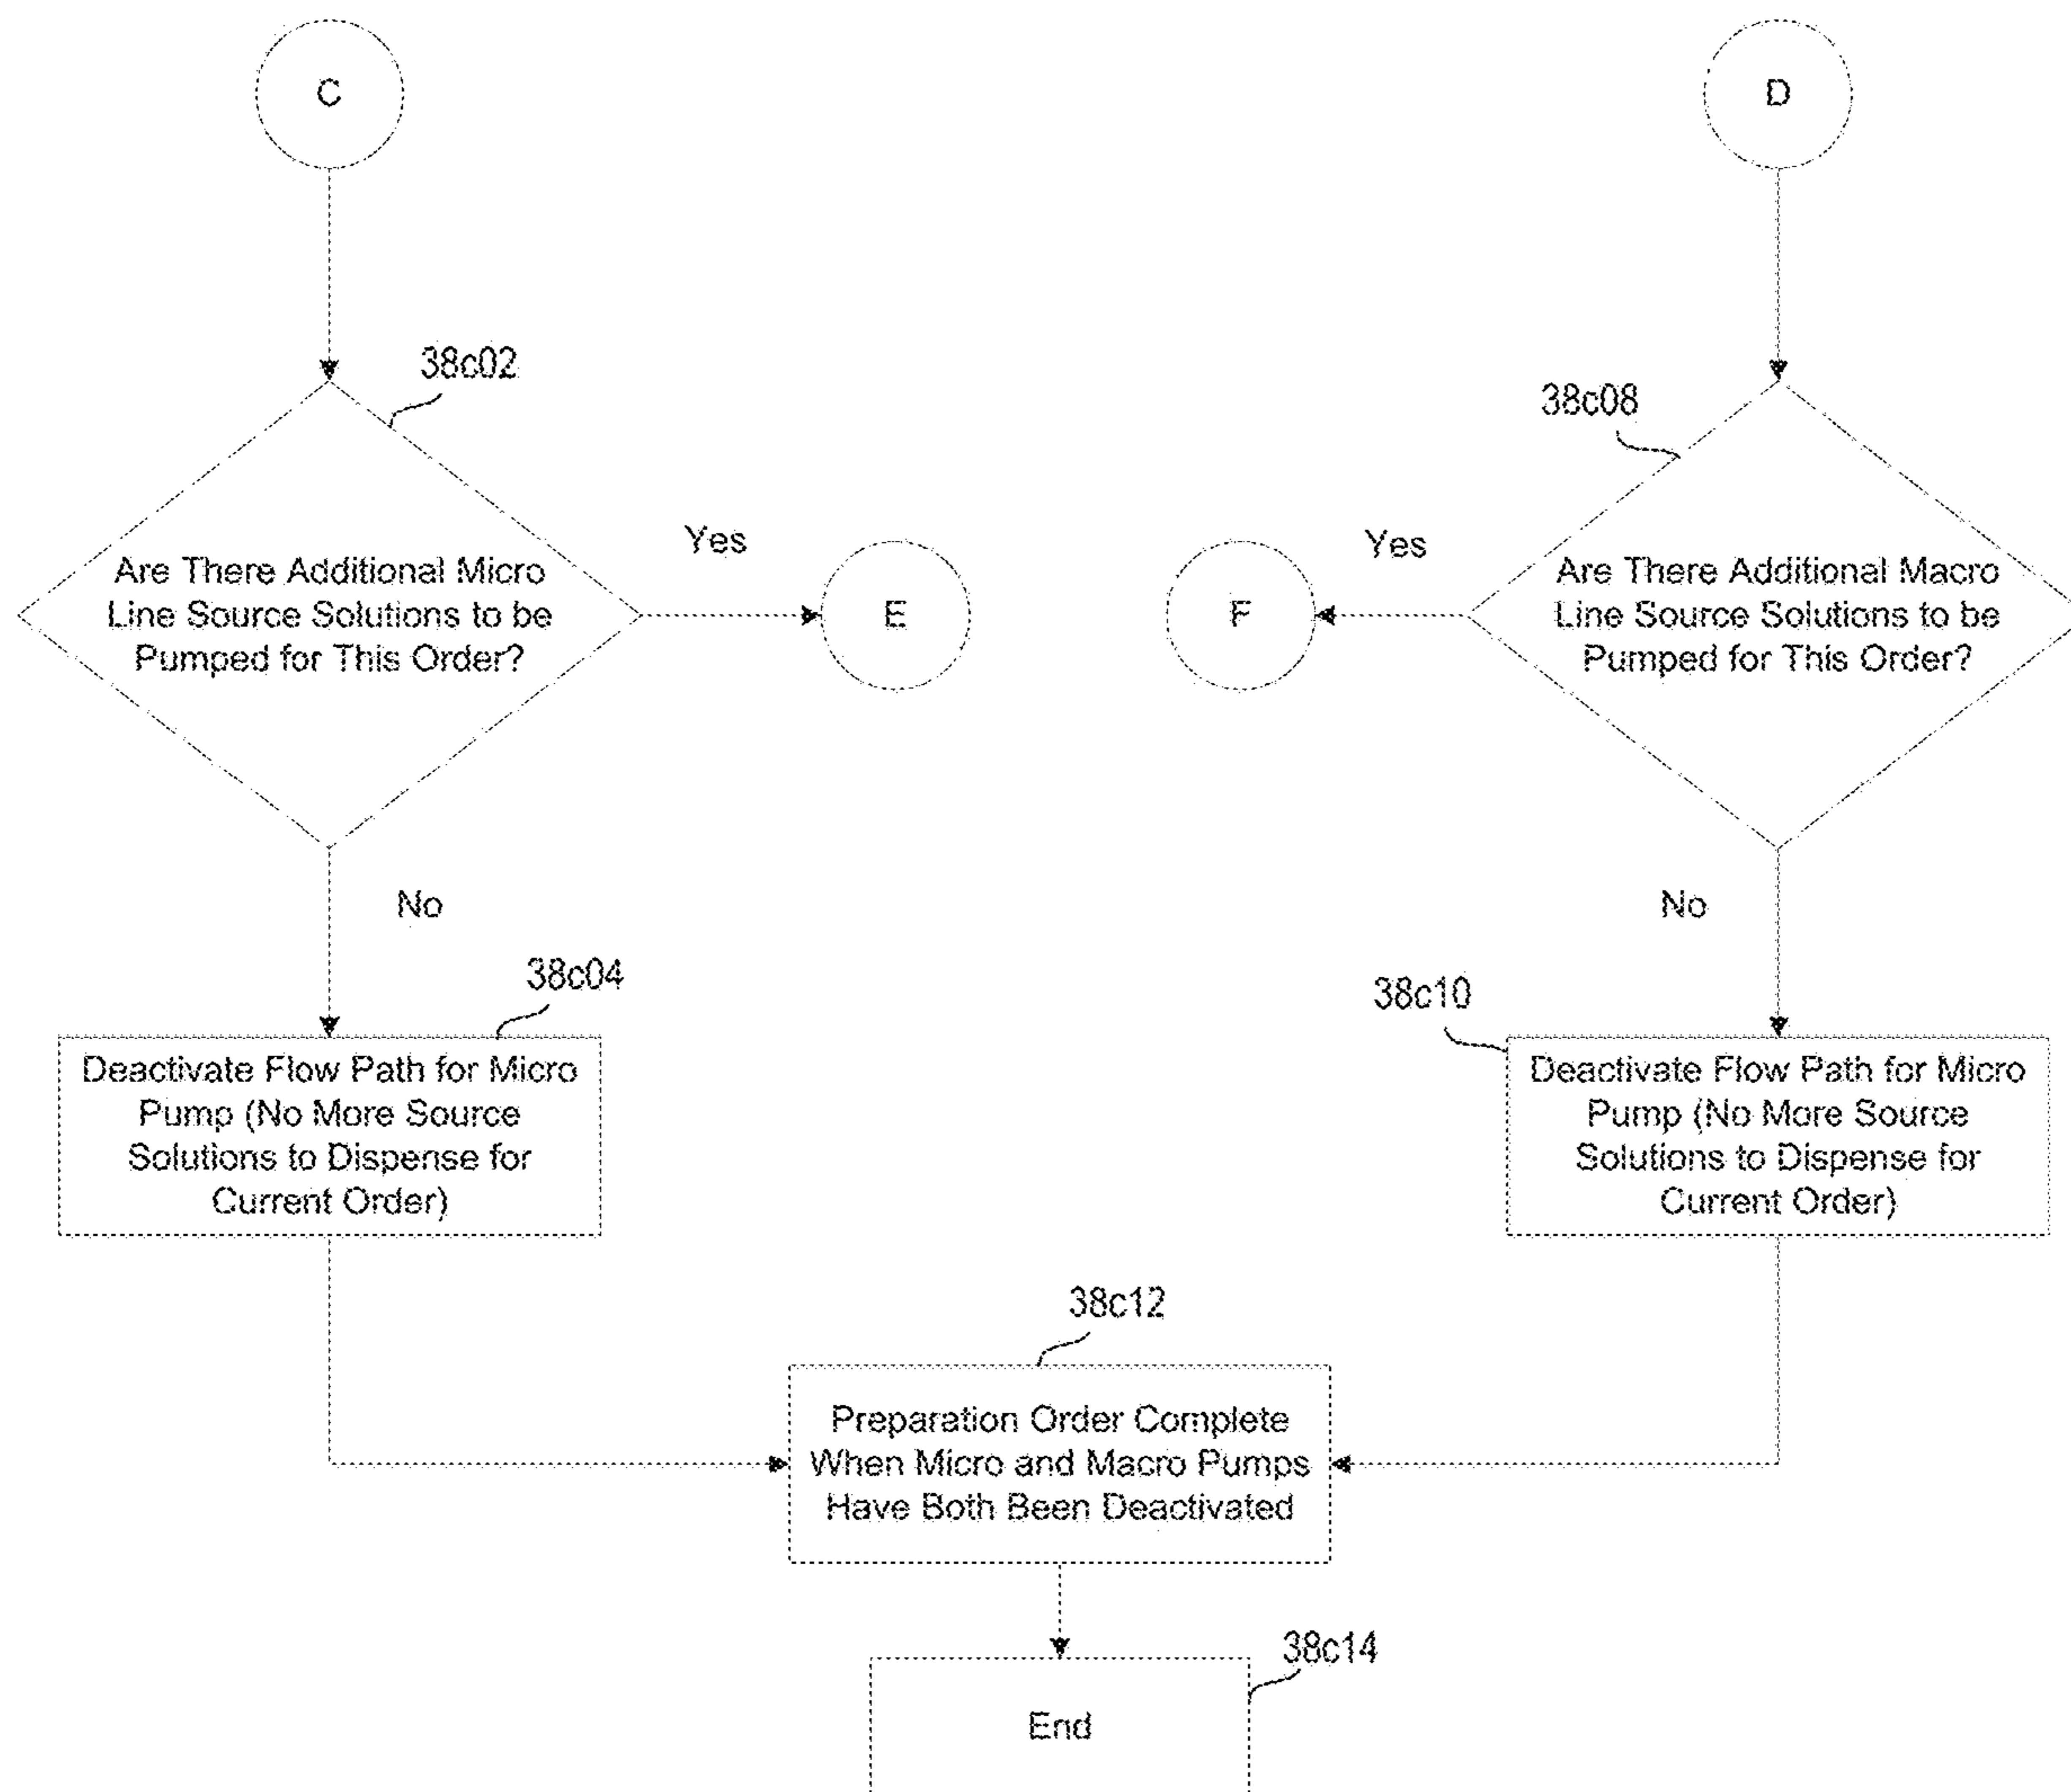 C
D
38c02
38c08
Yes
Yes
Are There Additional Micro
Line Source Solutions to be
Pumped for This Order?
E
F
Are There Additional Macro
Line Source Solutions to be
Pumped for This Order?
No
No
38c04
38c10
Deactivate Flow Path for Micro
Pump (No More Source
Solutions to Dispense for
Current Order)
Deactivate Flow Path for Micro
Pump (No More Source
Solutions to Dispense for
Current Order)
38c12
Preparation Order Complete
When Micro and Macro Pumps
Have Both Been Deactivated
38c14
End